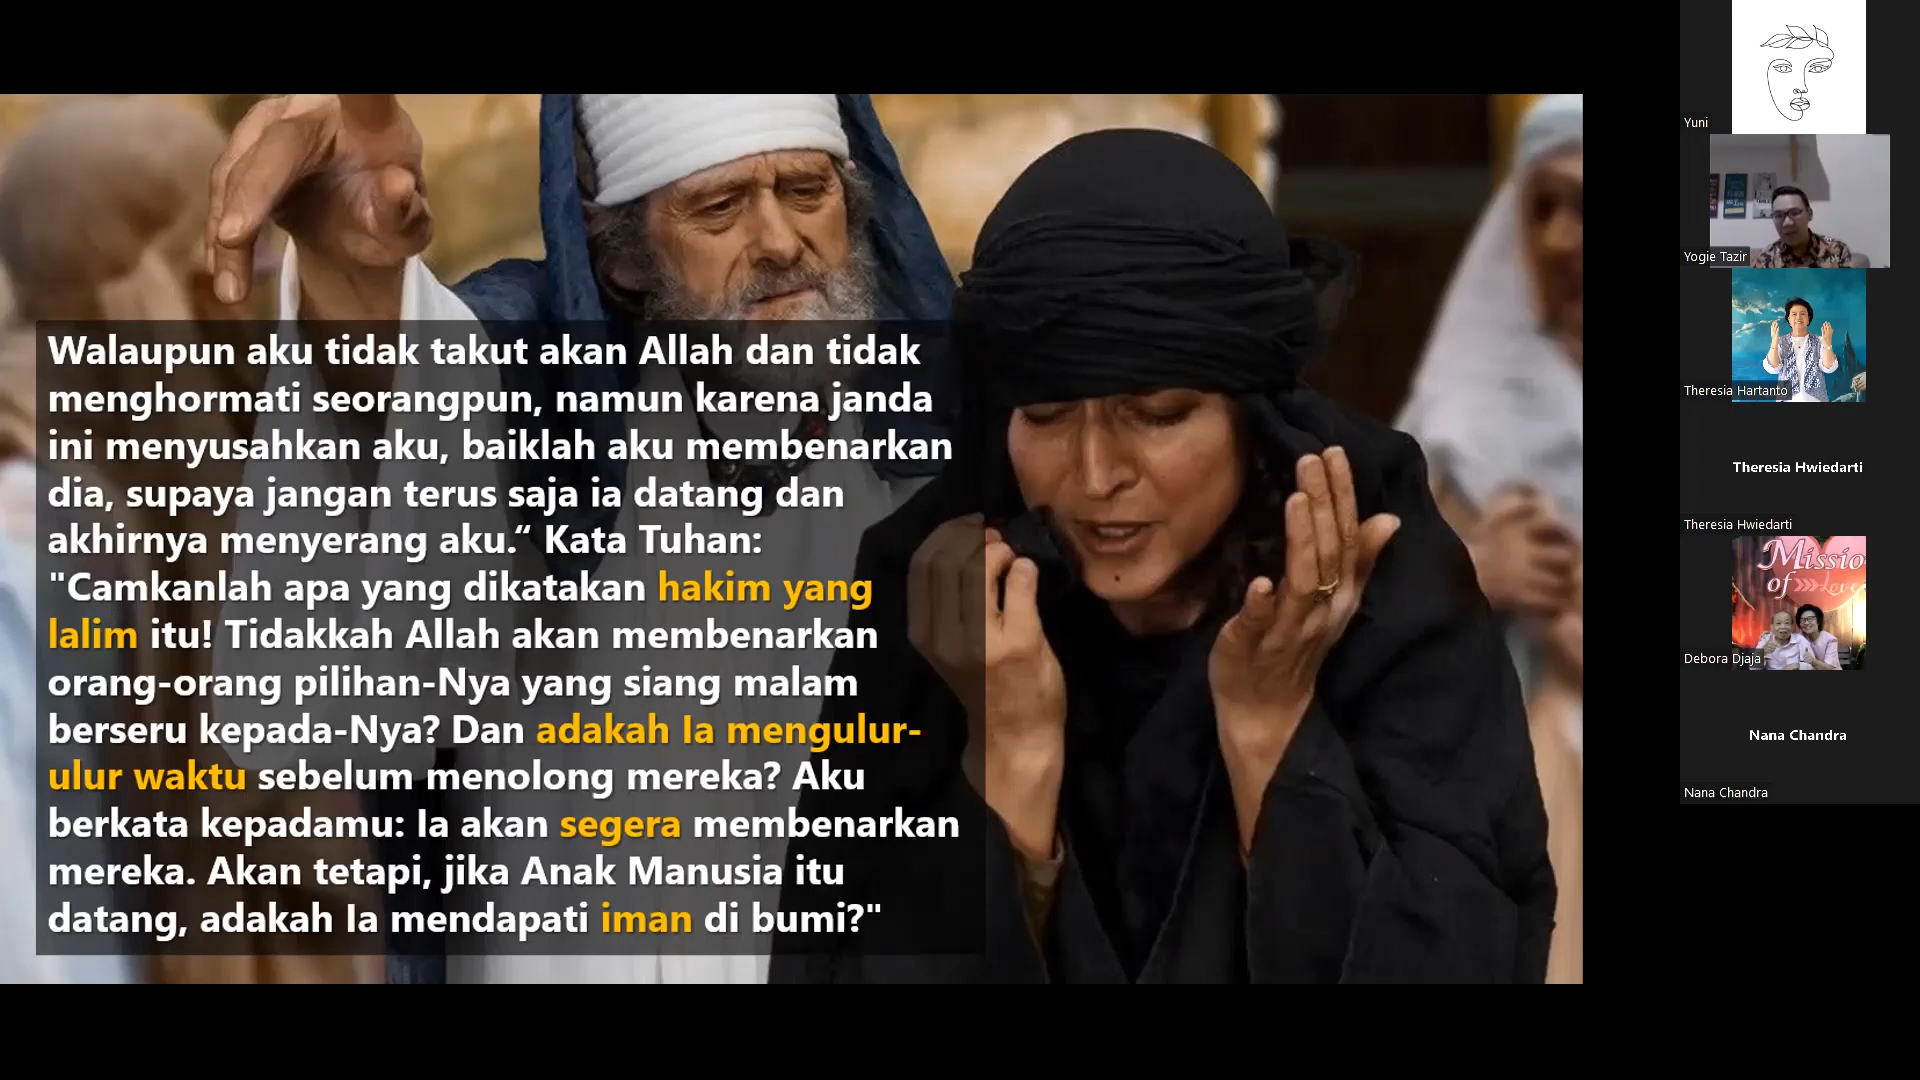 Walaupun aku tidak takut akan Allah dan tidak
menghormati seorangpun, namun karena janda
ini menyusahkan aku, baiklah aku membenarkan
dia, supaya jangan terus saja ia datang dan
akhirnya menyerang aku.“ Kata Tuhan:
"Camkanlah apa yang dikatakan hakim yang
lalim itu! Tidakkah Allah akan membenarkan
orang-orang pilihan-Nya yang siang malam
berseru kepada-Nya? Dan adakah Ia mengulur-
ulur waktu sebelum menolong mereka? Aku
berkata kepadamu: Ia akan segera membenarkan
mereka. Akan tetapi, jika Anak Manusia itu
datang, adakah Ia mendapati iman di bumi?"
Yuni
Yogie Tazir
Theresia Hartanto
Theresia Hwiedarti
Theresia Hwiedarti
Missio
of Love
Debora Djaja
Nana Chandra
Nana Chandra